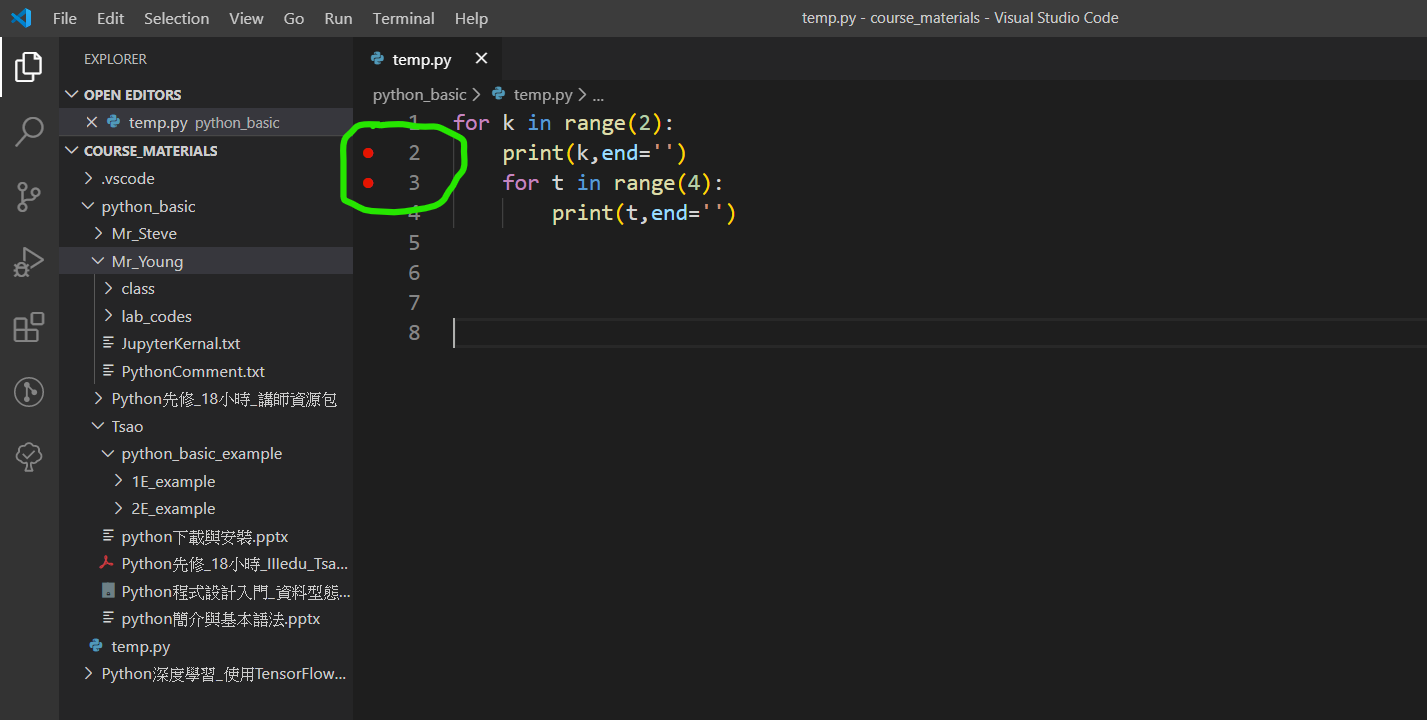 File Edit Selection View Go Run Terminal Help
temp.py - course_materials - Visual Studio Code
EXPLORER
OPEN EDITORS
temp.py python_basic
COURSE_MATERIALS
.vscode
python_basic
Mr_Steve
Mr_Young
class
lab_codes
JupyterKernal.txt
PythonComment.txt
Python先修_18小時_講師資源包
Tsao
python_basic_example
1E_example
2E_example
python下載與安裝.pptx
Python先修_18小時_IIIedu_Tsa...
Python程式設計入門_資料型態...
python簡介與基本語法.pptx
temp.py
Python深度學習_使用TensorFlow...
temp.py
python_basic > temp.py > ...
1 for k in range(2):
2 print(k,end='')
3 for t in range(4):
4 print(t,end='')
5
6
7
8